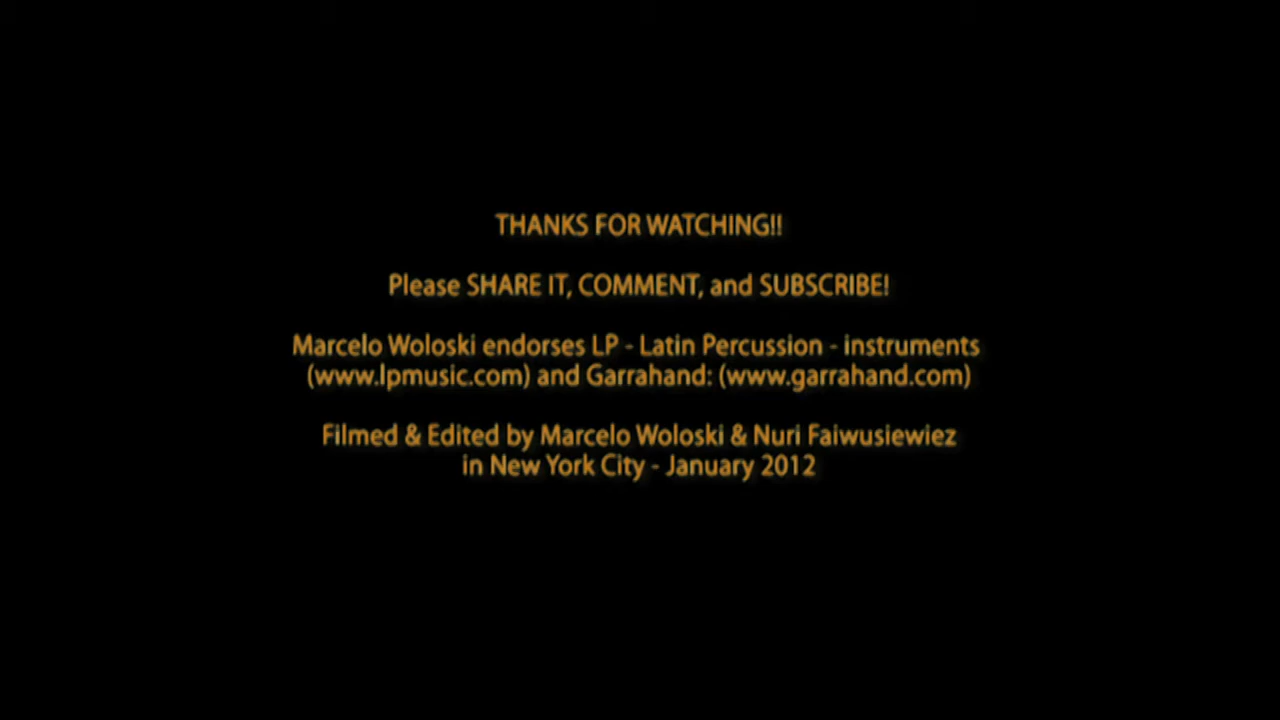 THANKS FOR WATCHING!!
Please SHARE IT, COMMENT, and SUBSCRIBE!
Marcelo Woloski endorses LP - Latin Percussion - instruments
(www.lpmusic.com) and Garrahand: (www.garrahand.com)
Filmed & Edited by Marcelo Woloski & Nuri Faiwusiewiez
in New York City - January 2012